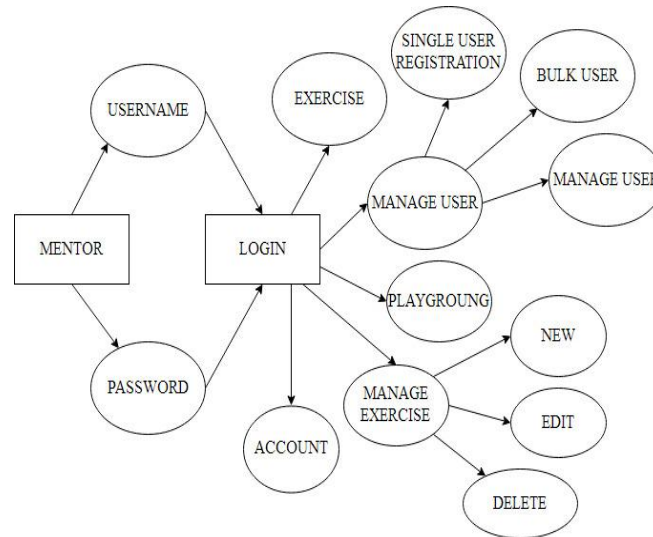 SINGLE USER
REGISTRATION
BULK USER
EXERCISE
USERNAME
MANAGE USER
MANAGE USER
MENTOR
LOGIN
PLAYGROUNG
NEW
PASSWORD
MANAGE
EXERCISE
EDIT
ACCOUNT
DELETE